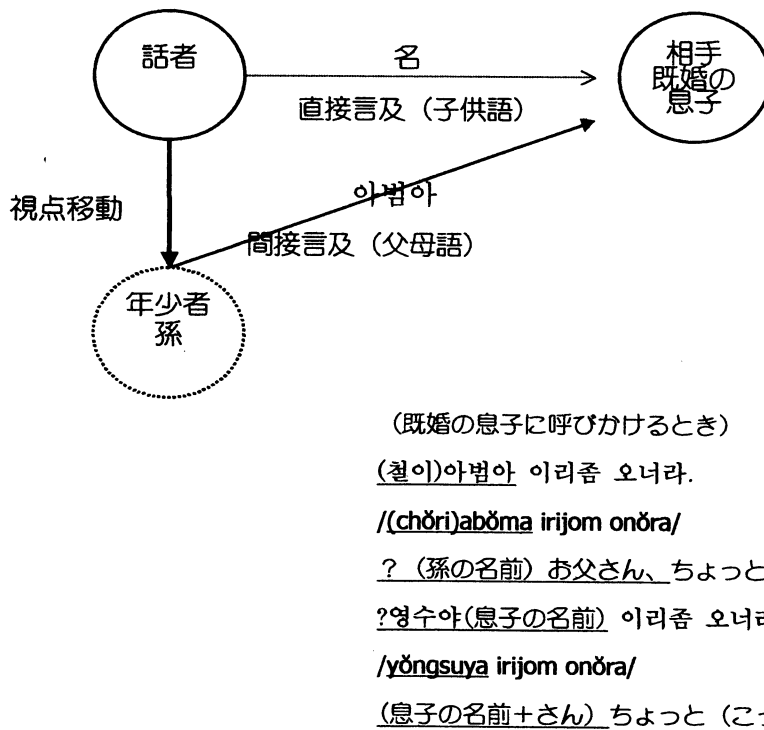 話者
名
相手
既婚の
息子
直接言及（子供語）
視点移動
아범아
間接言及（父母語）
年少者
孫
（既婚の息子に呼びかけるとき）
(철이)아범아 이리좀 오너라.
/(chŏri)abŏma irijom onŏra/
？（孫の名前）お父さん、ちょっと
?영수야(息子の名前) 이리좀 오너라
/yŏngsuya irijom onŏra/
(息子の名前+さん) ちょっと（こっ